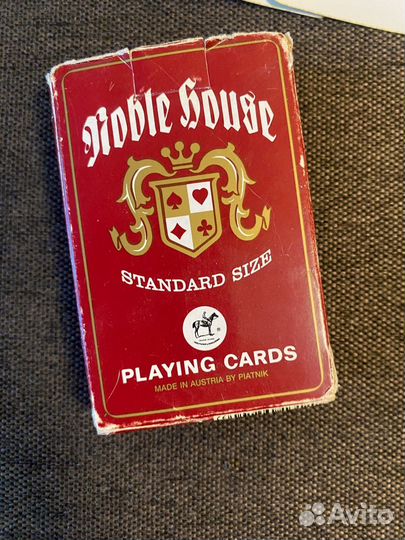 Noble House
STANDARD SIZE
®
PLAYING CARDS
MADE IN AUSTRIA BY PIATNIK
Avito